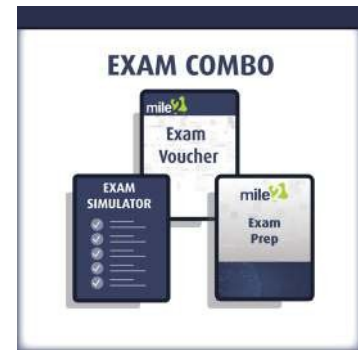 EXAM COMBO
mile2
Exam
Voucher
EXAM
SIMULATOR
mile2
Exam
Prep